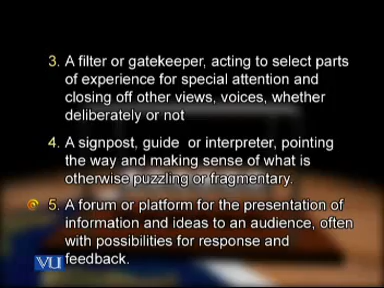 3. A filter or gatekeeper, acting to select parts
of experience for special attention and
closing off other views, voices, whether
deliberately or not
4. A signpost, guide or interpreter, pointing
the way and making sense of what is
otherwise puzzling or fragmentary.
5. A forum or platform for the presentation of
information and ideas to an audience, often
with possibilities for response and
feedback.
VU